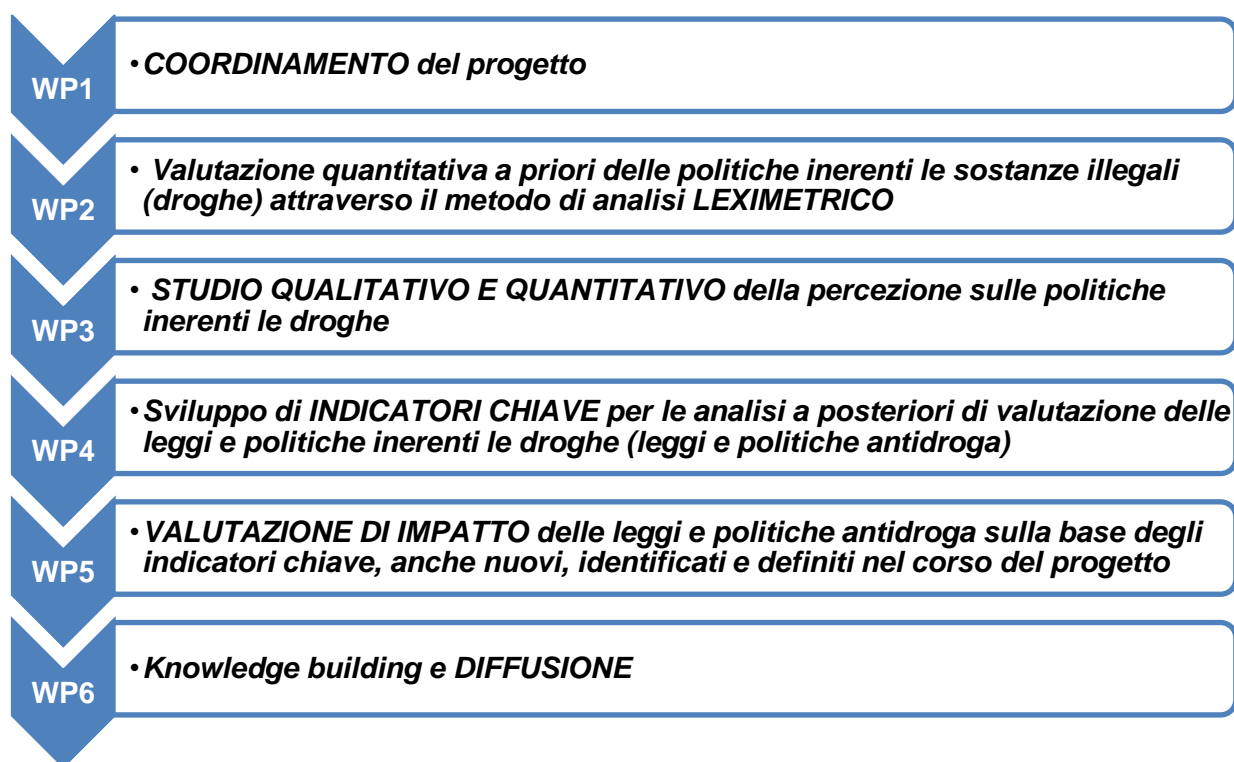 WP1
•COORDINAMENTO del progetto
WP2
• Valutazione quantitativa a priori delle politiche inerenti le sostanze illegali
(droghe) attraverso il metodo di analisi LEXIMETRICO
WP3
• STUDIO QUALITATIVO E QUANTITATIVO della percezione sulle politiche
inerenti le droghe
WP4
•Sviluppo di INDICATORI CHIAVE per le analisi a posteriori di valutazione delle
leggi e politiche inerenti le droghe (leggi e politiche antidroga)
WP5
•VALUTAZIONE DI IMPATTO delle leggi e politiche antidroga sulla base degli
indicatori chiave, anche nuovi, identificati e definiti nel corso del progetto
WP6
•Knowledge building e DIFFUSIONE